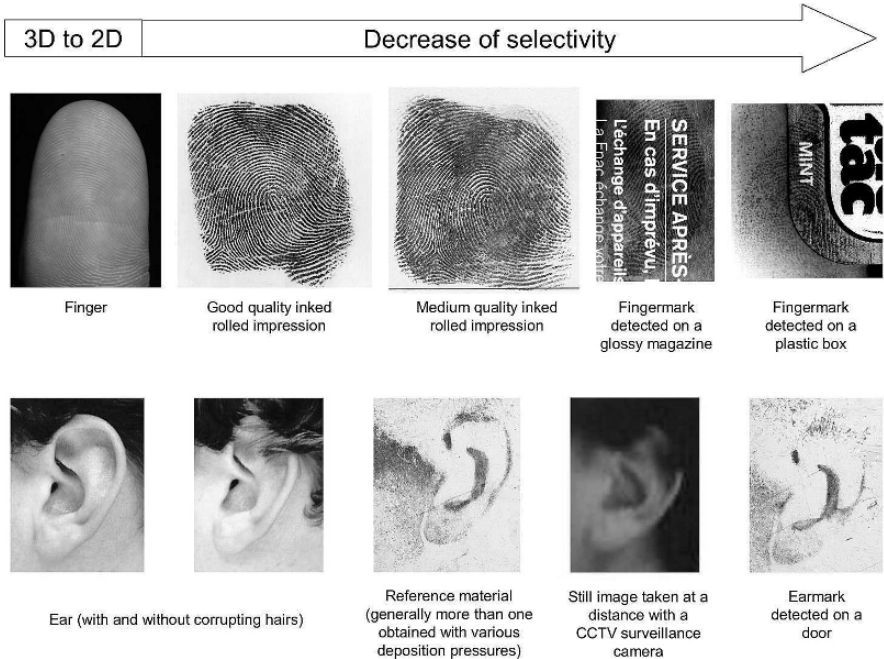 3D to 2D
Decrease of selectivity
SERVICE APRÈS-
En cas d'imprévu,
L'échange d'appareils
La Fnac échange votre
MINT
tac
Finger
Good quality inked
rolled impression
Medium quality inked
rolled impression
Fingermark
detected on a
glossy magazine
Fingermark
detected on a
plastic box
Ear (with and without corrupting hairs)
Reference material
(generally more than one
obtained with various
deposition pressures)
Still image taken at a
distance with a
CCTV surveillance
camera
Earmark
detected on a
door